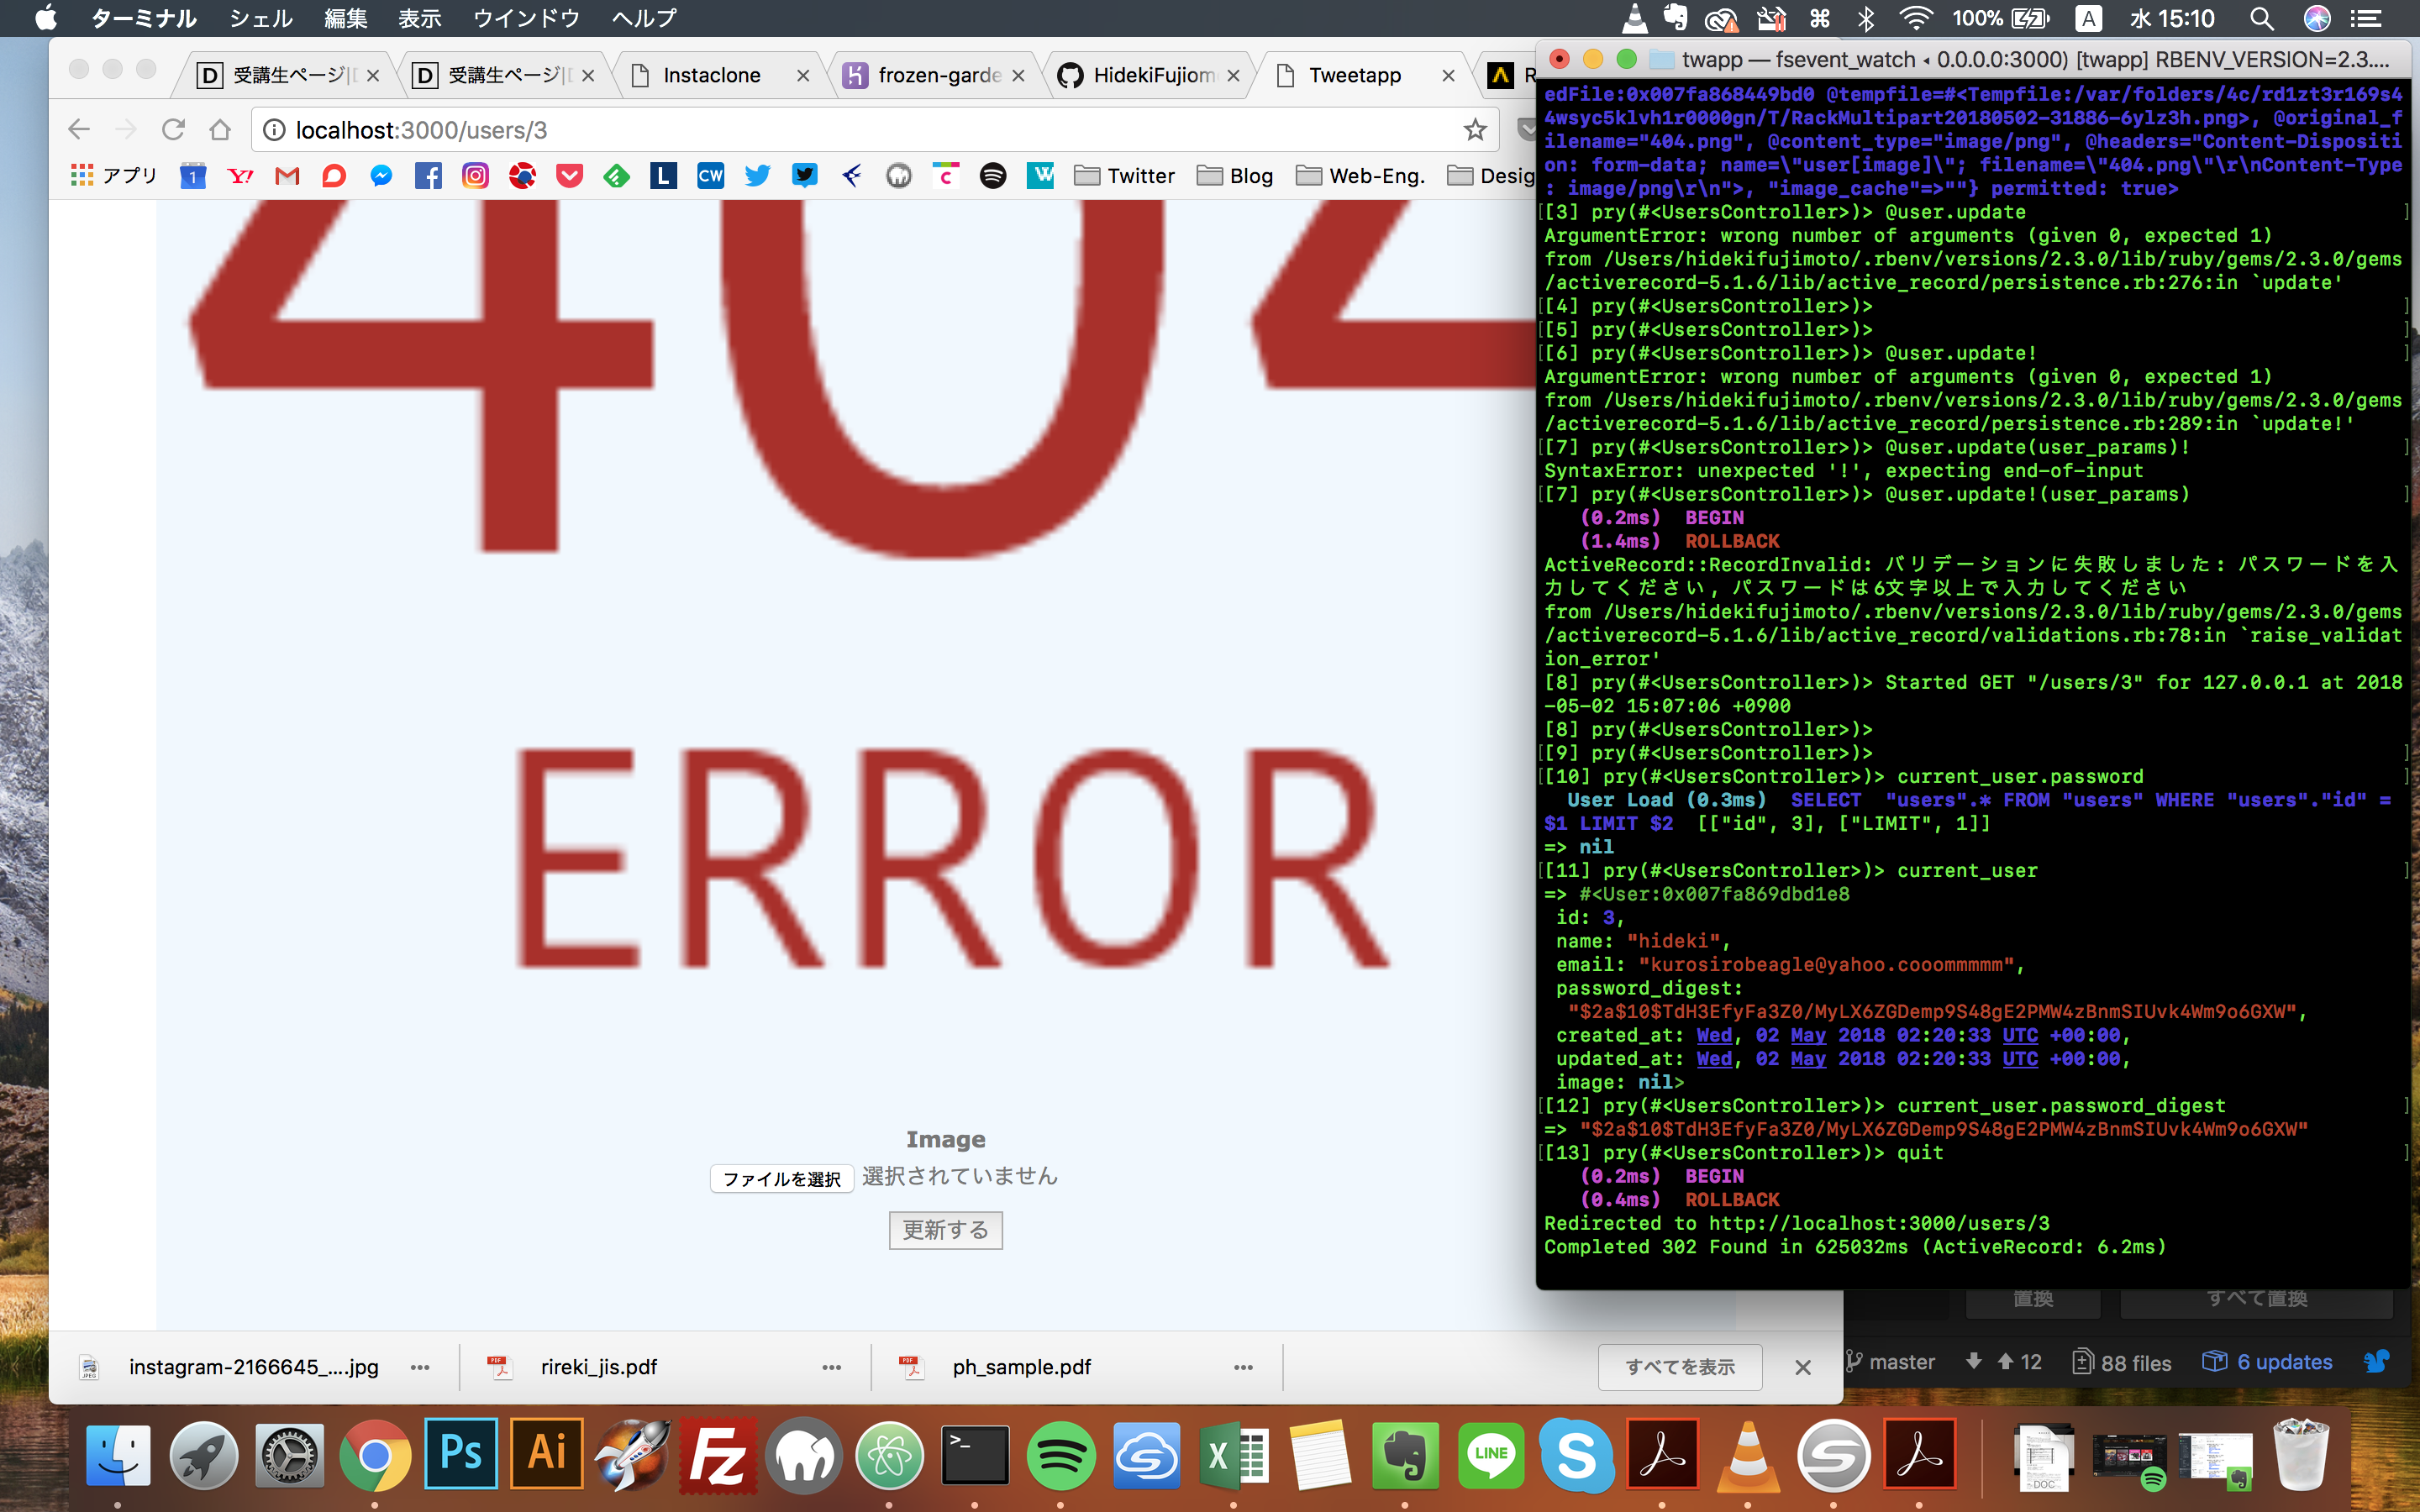 ターミナル シェル 編集 表示 ウインドウ ヘルプ 100% A 水 15:10
受講生ページ|D
受講生ページ|D
Instaclone
frozen-garde
HidekiFujiom
Tweetapp
localhost:3000/users/3
アプリ
Twitter
Blog
Web-Eng.
Desig
404
ERROR
Image
ファイルを選択 選択されていません
更新する
instagram-2166645_....jpg
rireki_jis.pdf
ph_sample.pdf
すべてを表示
twapp — fsevent_watch ‹ 0.0.0.0:3000) [twapp] RBENV_VERSION=2.3....
edFile:0x007fa868449bd0 @tempfile=#<Tempfile:/var/folders/4c/rd1zt3r169s4
4wsyc5klvh1r0000gn/T/RackMultipart20180502-31886-6ylz3h.png>, @original_f
ilename="404.png", @content_type="image/png", @headers="Content-Dispositi
on: form-data; name=\"user[image]\"; filename=\"404.png\"\r\nContent-Type
: image/png\r\n">, "image_cache"=>""} permitted: true>
[[3] pry(#<UsersController>)> @user.update ]
ArgumentError: wrong number of arguments (given 0, expected 1)
from /Users/hidekifujimoto/.rbenv/versions/2.3.0/lib/ruby/gems/2.3.0/gems
/activerecord-5.1.6/lib/active_record/persistence.rb:276:in `update'
[[4] pry(#<UsersController>)> ]
[[5] pry(#<UsersController>)> ]
[[6] pry(#<UsersController>)> @user.update! ]
ArgumentError: wrong number of arguments (given 0, expected 1)
from /Users/hidekifujimoto/.rbenv/versions/2.3.0/lib/ruby/gems/2.3.0/gems
/activerecord-5.1.6/lib/active_record/persistence.rb:289:in `update!'
[[7] pry(#<UsersController>)> @user.update(user_params)! ]
SyntaxError: unexpected '!', expecting end-of-input
[[7] pry(#<UsersController>)> @user.update!(user_params) ]
(0.2ms) BEGIN
(1.4ms) ROLLBACK
ActiveRecord::RecordInvalid: バリデーションに失敗しました: パスワードを入
力してください, パスワードは6文字以上で入力してください
from /Users/hidekifujimoto/.rbenv/versions/2.3.0/lib/ruby/gems/2.3.0/gems
/activerecord-5.1.6/lib/active_record/validations.rb:78:in `raise_validat
ion_error'
[8] pry(#<UsersController>)> Started GET "/users/3" for 127.0.0.1 at 2018
-05-02 15:07:06 +0900
[8] pry(#<UsersController>)>
[[9] pry(#<UsersController>)> ]
[[10] pry(#<UsersController>)> current_user.password ]
User Load (0.3ms) SELECT "users".* FROM "users" WHERE "users"."id" =
$1 LIMIT $2 [["id", 3], ["LIMIT", 1]]
=> nil
[[11] pry(#<UsersController>)> current_user ]
=> #<User:0x007fa869dbd1e8
id: 3,
name: "hideki",
email: "kurosirobeagle@yahoo.cooommmmm",
password_digest:
"$2a$10$TdH3EfyFa3Z0/MyLX6ZGDemp9S48gE2PMW4zBnmSIUvk4Wm9o6GXW",
created_at: Wed, 02 May 2018 02:20:33 UTC +00:00,
updated_at: Wed, 02 May 2018 02:20:33 UTC +00:00,
image: nil>
[[12] pry(#<UsersController>)> current_user.password_digest ]
=> "$2a$10$TdH3EfyFa3Z0/MyLX6ZGDemp9S48gE2PMW4zBnmSIUvk4Wm9o6GXW"
[[13] pry(#<UsersController>)> quit ]
(0.2ms) BEGIN
(0.4ms) ROLLBACK
Redirected to http://localhost:3000/users/3
Completed 302 Found in 625032ms (ActiveRecord: 6.2ms)
置換 すべて置換
master 12 88 files 6 updates
Ps Ai Fz LINE